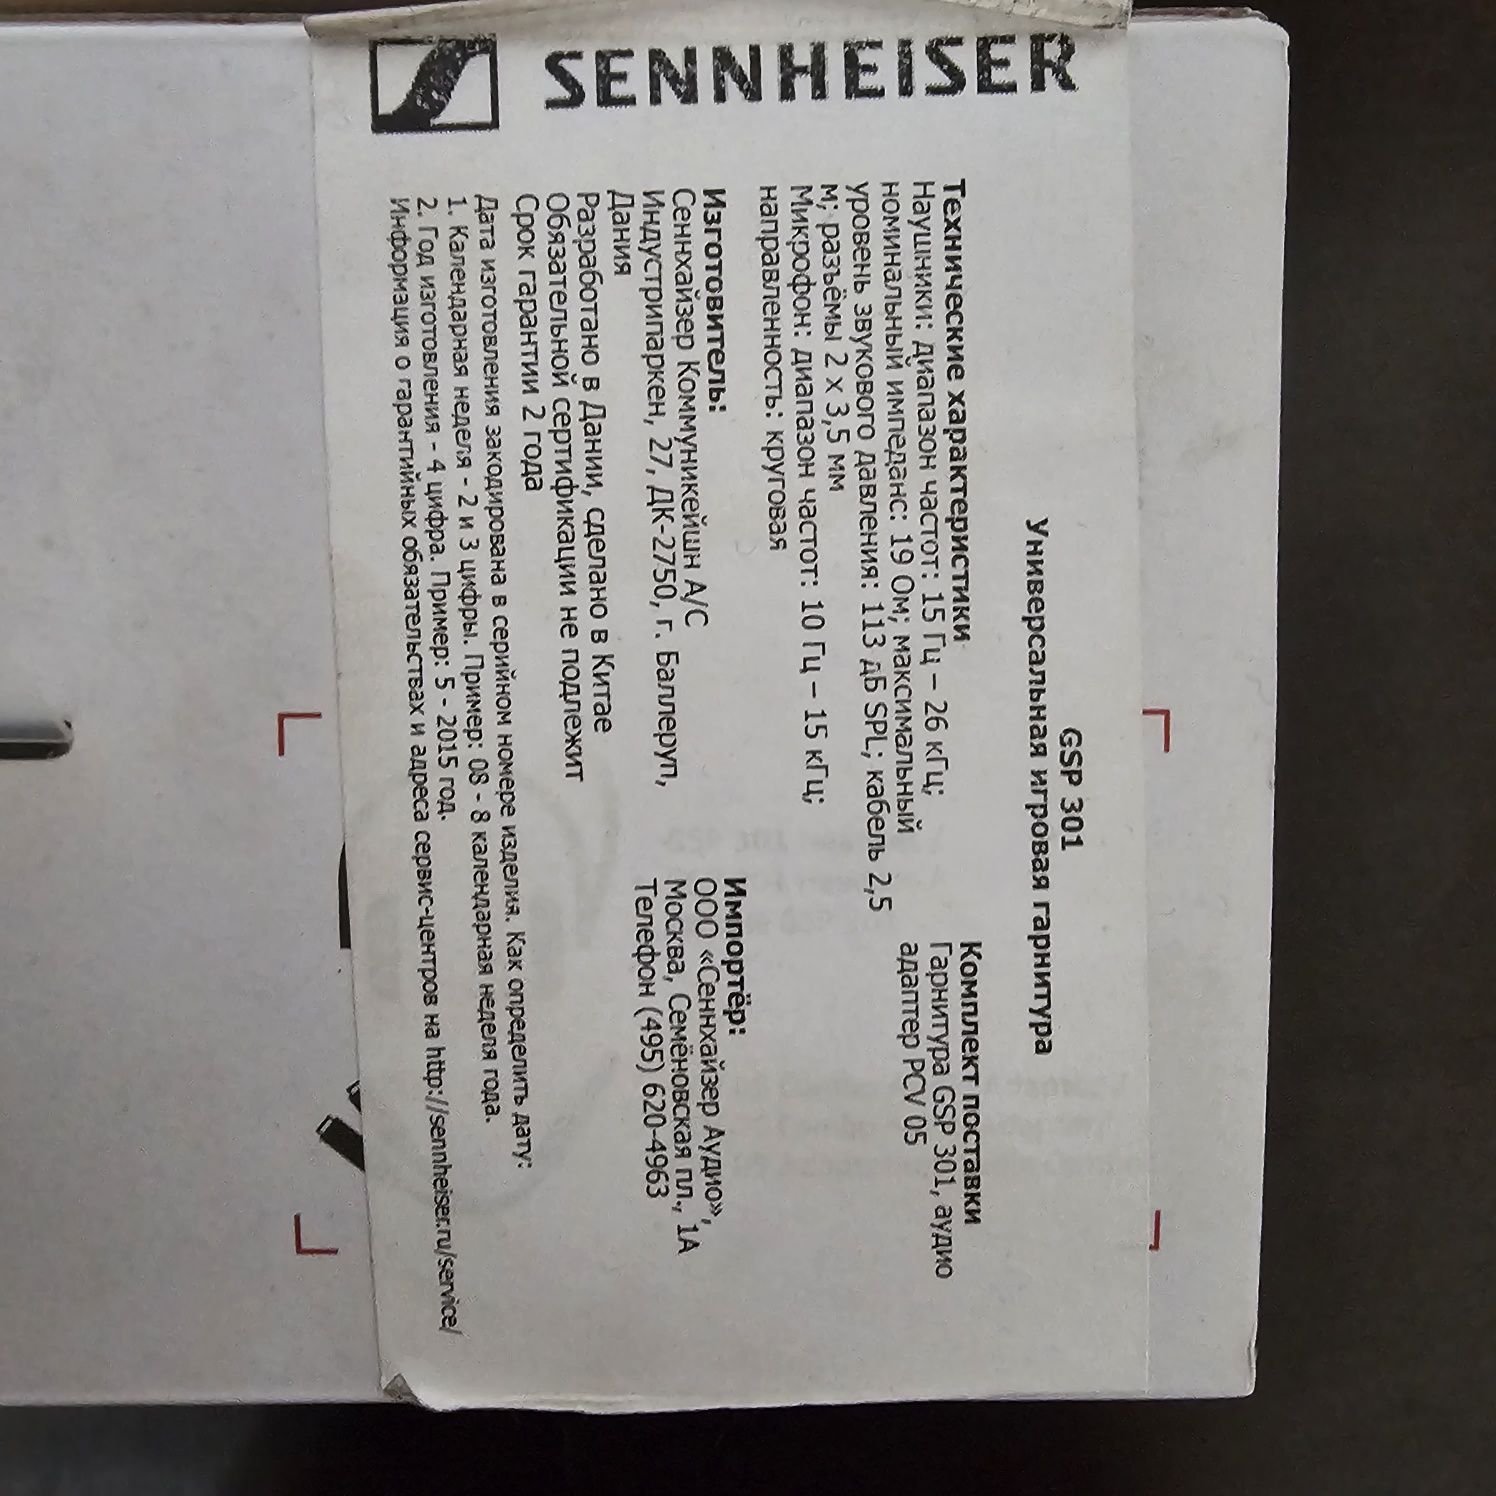 SENNHEISER
GSP 301
Универсальная игровая гарнитура
Технические характеристики
Наушники: диапазон частот: 15 Гц – 26 кГц;
номинальный импеданс: 19 Ом; максимальный
уровень звукового давления: 113 дБ SPL; кабель 2,5
м; разъёмы 2 x 3,5 мм
Микрофон: диапазон частот: 10 Гц – 15 кГц;
направленность: круговая
Комплект поставки
Гарнитура GSP 301, аудио
адаптер PCV 05
Изготовитель:
Сеннхайзер Коммуникейшн А/С
Индустрипаркен, 27, ДК-2750, г. Баллеруп,
Дания
Разработано в Дании, сделано в Китае
Обязательной сертификации не подлежит
Срок гарантии 2 года
Импортёр:
ООО «Сеннхайзер Аудио»,
Москва, Семёновская пл., 1А
Телефон (495) 620-4963
Дата изготовления закодирована в серийном номере изделия. Как определить дату:
1. Календарная неделя - 2 и 3 цифры. Пример: 08 - 8 календарная неделя года.
2. Год изготовления - 4 цифра. Пример: 5 - 2015 год.
Информация о гарантийных обязательствах и адреса сервис-центров на http://sennheiser.ru/service/